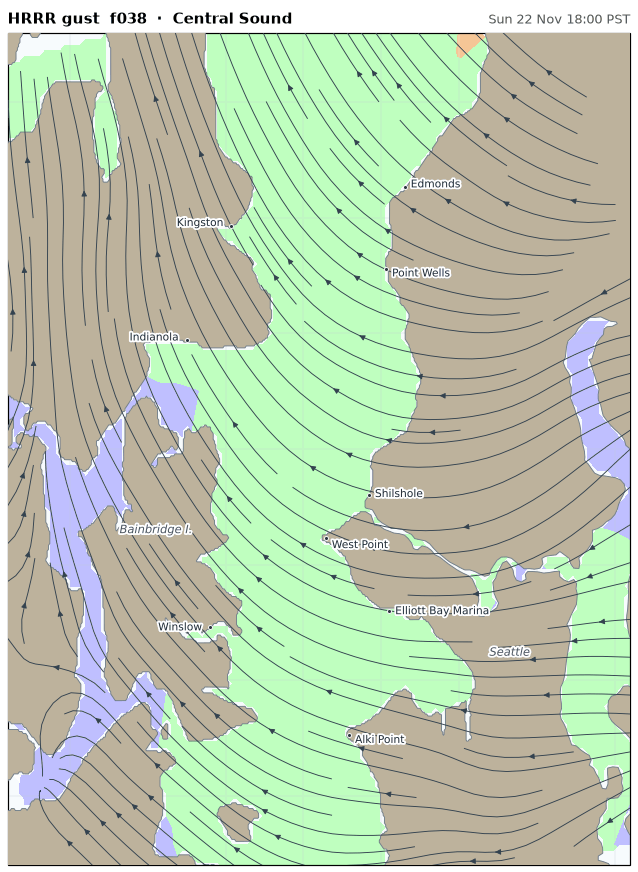 HRRR gust f038 · Central Sound
Sun 22 Nov 18:00 PST
Edmonds
Kingston
Point Wells
Indianola
Shilshole
Bainbridge I.
West Point
Elliott Bay Marina
Winslow
Seattle
Alki Point